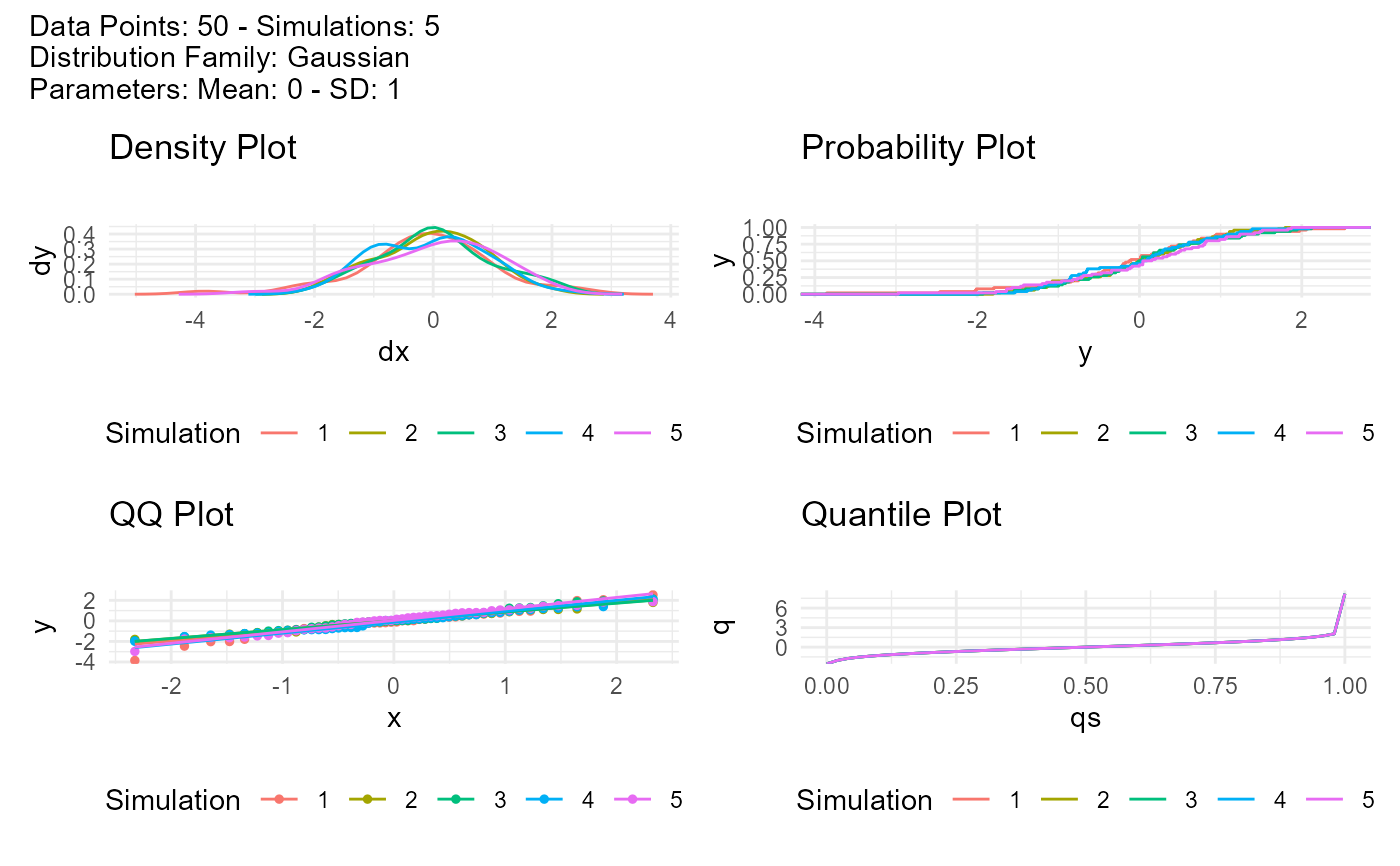 Data Points: 50 - Simulations: 5
Distribution Family: Gaussian
Parameters: Mean: 0 - SD: 1
Density Plot
dy
0.4
0.3
0.2
0.1
0.0
-4 -2 0 2 4
dx
Simulation 1 2 3 4 5
Probability Plot
y
1.00
0.75
0.50
0.25
0.00
-4 -2 0 2
y
Simulation 1 2 3 4 5
QQ Plot
y
2
0
-2
-4
-2 -1 0 1 2
x
Simulation 1 2 3 4 5
Quantile Plot
q
6
3
0
0.00 0.25 0.50 0.75 1.00
qs
Simulation 1 2 3 4 5